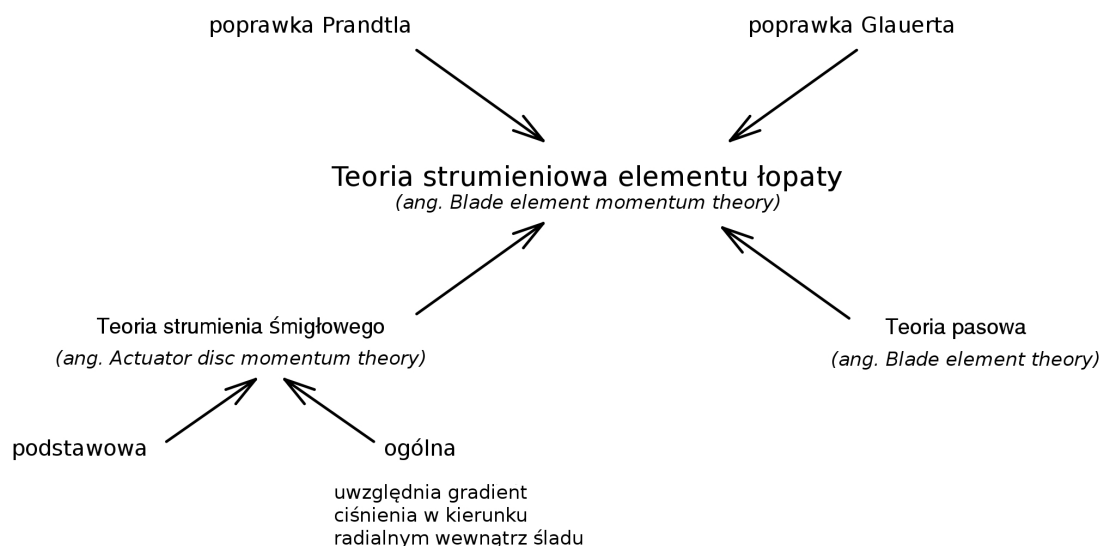 poprawka Prandtla
poprawka Glauerta
Teoria strumieniowa elementu łopaty
(ang. Blade element momentum theory)
Teoria strumienia śmigłowego
(ang. Actuator disc momentum theory)
Teoria pasowa
(ang. Blade element theory)
podstawowa
ogólna
uwzględnia gradient
ciśnienia w kierunku
radialnym wewnątrz śladu